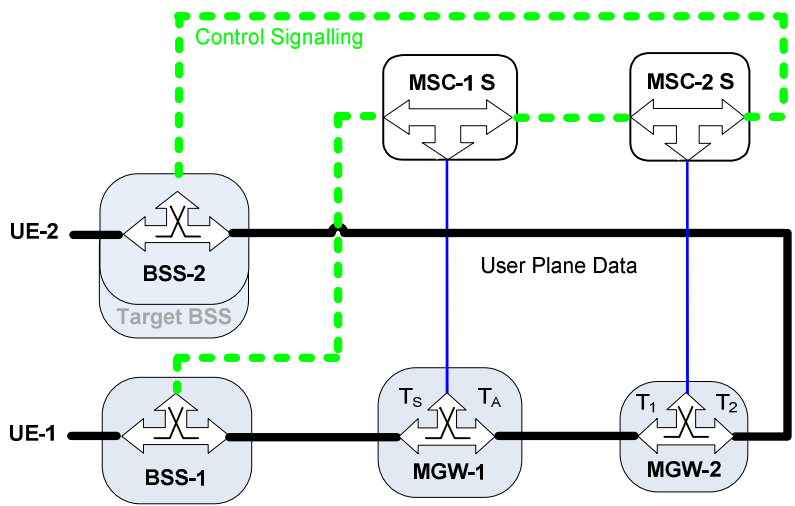 Control Signalling
MSC-1 S
MSC-2 S
UE-2
BSS-2
User Plane Data
Target BSS
TS
TA
T1
T2
UE-1
BSS-1
MGW-1
MGW-2